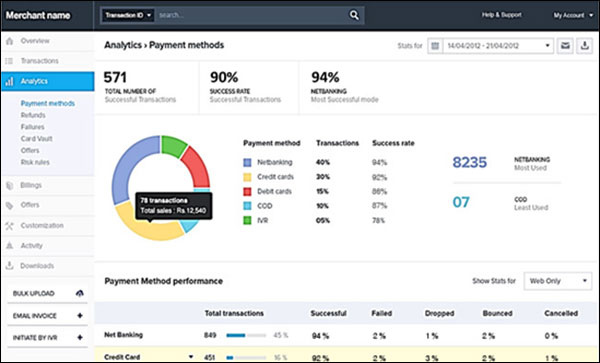 Merchant name Transaction ID search... Help & Support My Account
Overview
Transactions
Analytics
Payment methods
Refunds
Failures
Card Vault
Offers
Risk rules
Billings
Offers
Customization
Activity
Downloads
BULK UPLOAD
EMAIL INVOICE +
INITIATE BY IVR +
Analytics › Payment methods Stats for 14/04/2012 - 21/04/2012
571 90% 94%
TOTAL NUMBER OF SUCCESS RATE NETBANKING
Successful Transactions Successful Transactions Most Successful mode
78 transactions
Total sales : Rs.12,540
Payment method Transactions Success rate
Netbanking 40% 94%
Credit cards 30% 92%
Debit cards 15% 86%
COD 10% 87%
IVR 05% 78%
8235 NETBANKING
Most Used
07 COD
Least Used
Payment Method performance Show Stats for Web Only
Total transactions Successful Failed Dropped Bounced Cancelled
Net Banking 849 45 % 94 % 2 % 1 % 2 % 0 %
Credit Card 451 16 % 92 % 2 % 3 % 2 % 1 %